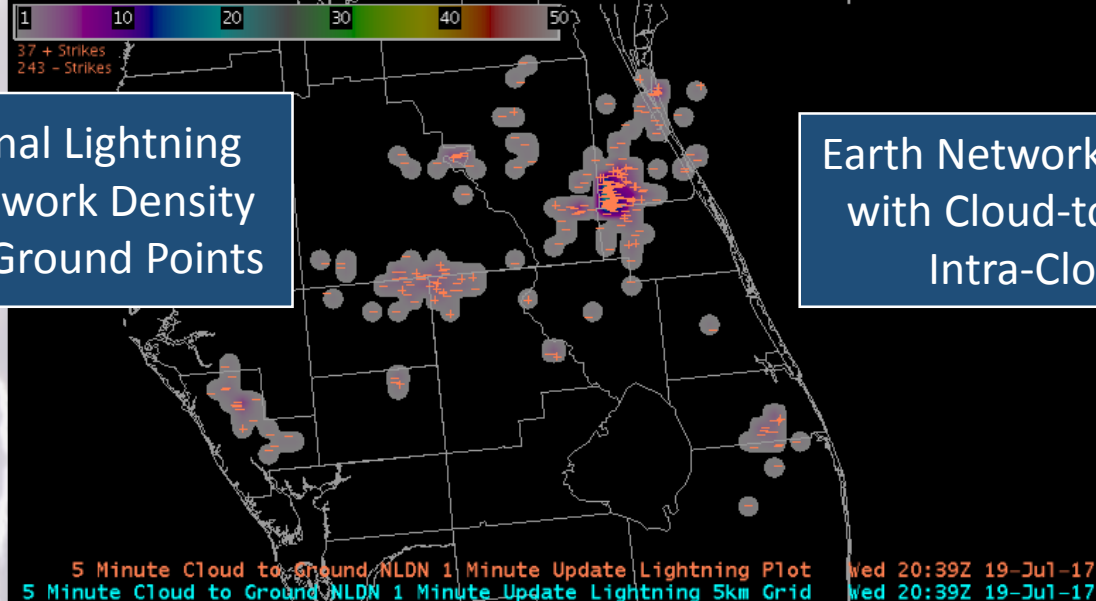 1 10 20 30 40 50
37 + Strikes
243 - Strikes
nal Lightning
work Density
Ground Points
Earth Network
with Cloud-to
Intra-Clo
5 Minute Cloud to Ground NLDN 1 Minute Update Lightning Plot Wed 20:39Z 19-Jul-17
5 Minute Cloud to Ground NLDN 1 Minute Update Lightning 5km Grid Wed 20:39Z 19-Jul-17